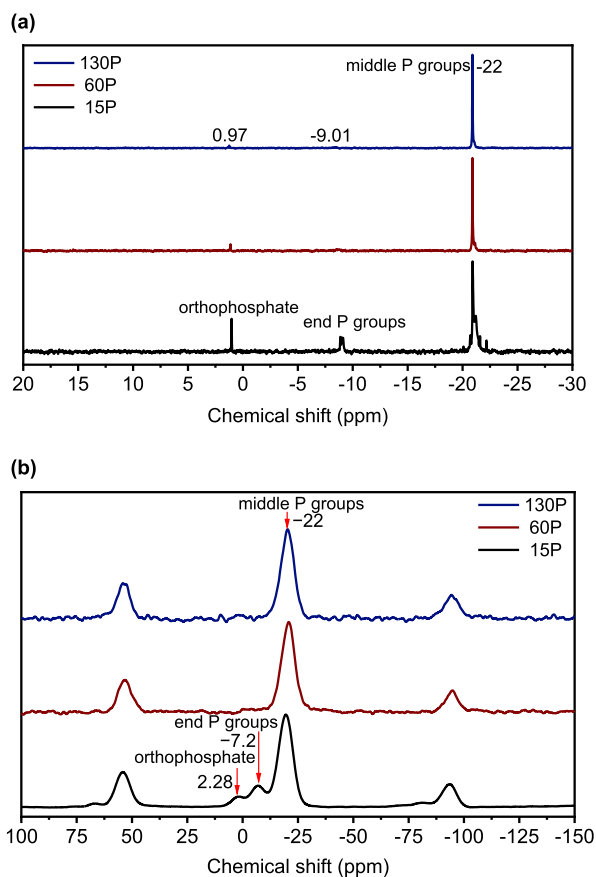 (a)
130P
60P
15P
middle P groups
-22
0.97
-9.01
orthophosphate
end P groups
20 15 10 5 0 -5 -10 -15 -20 -25 -30
Chemical shift (ppm)
(b)
middle P groups
−22
130P
60P
15P
end P groups
−7.2
orthophosphate
2.28
100 75 50 25 0 -25 -50 -75 -100 -125 -150
Chemical shift (ppm)